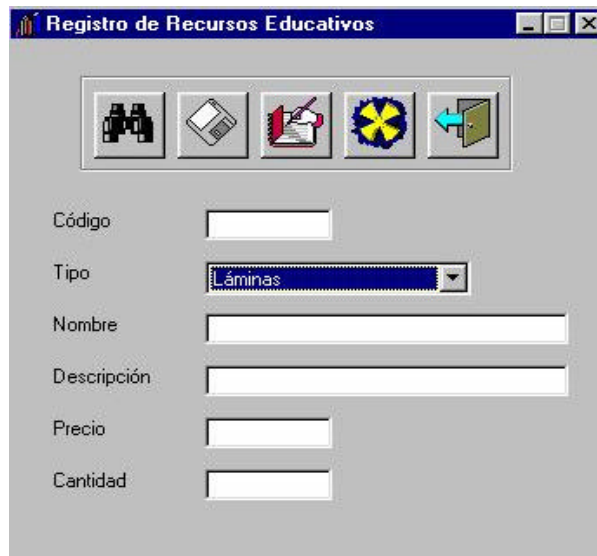 Registro de Recursos Educativos
Código
Tipo
Láminas
Nombre
Descripción
Precio
Cantidad